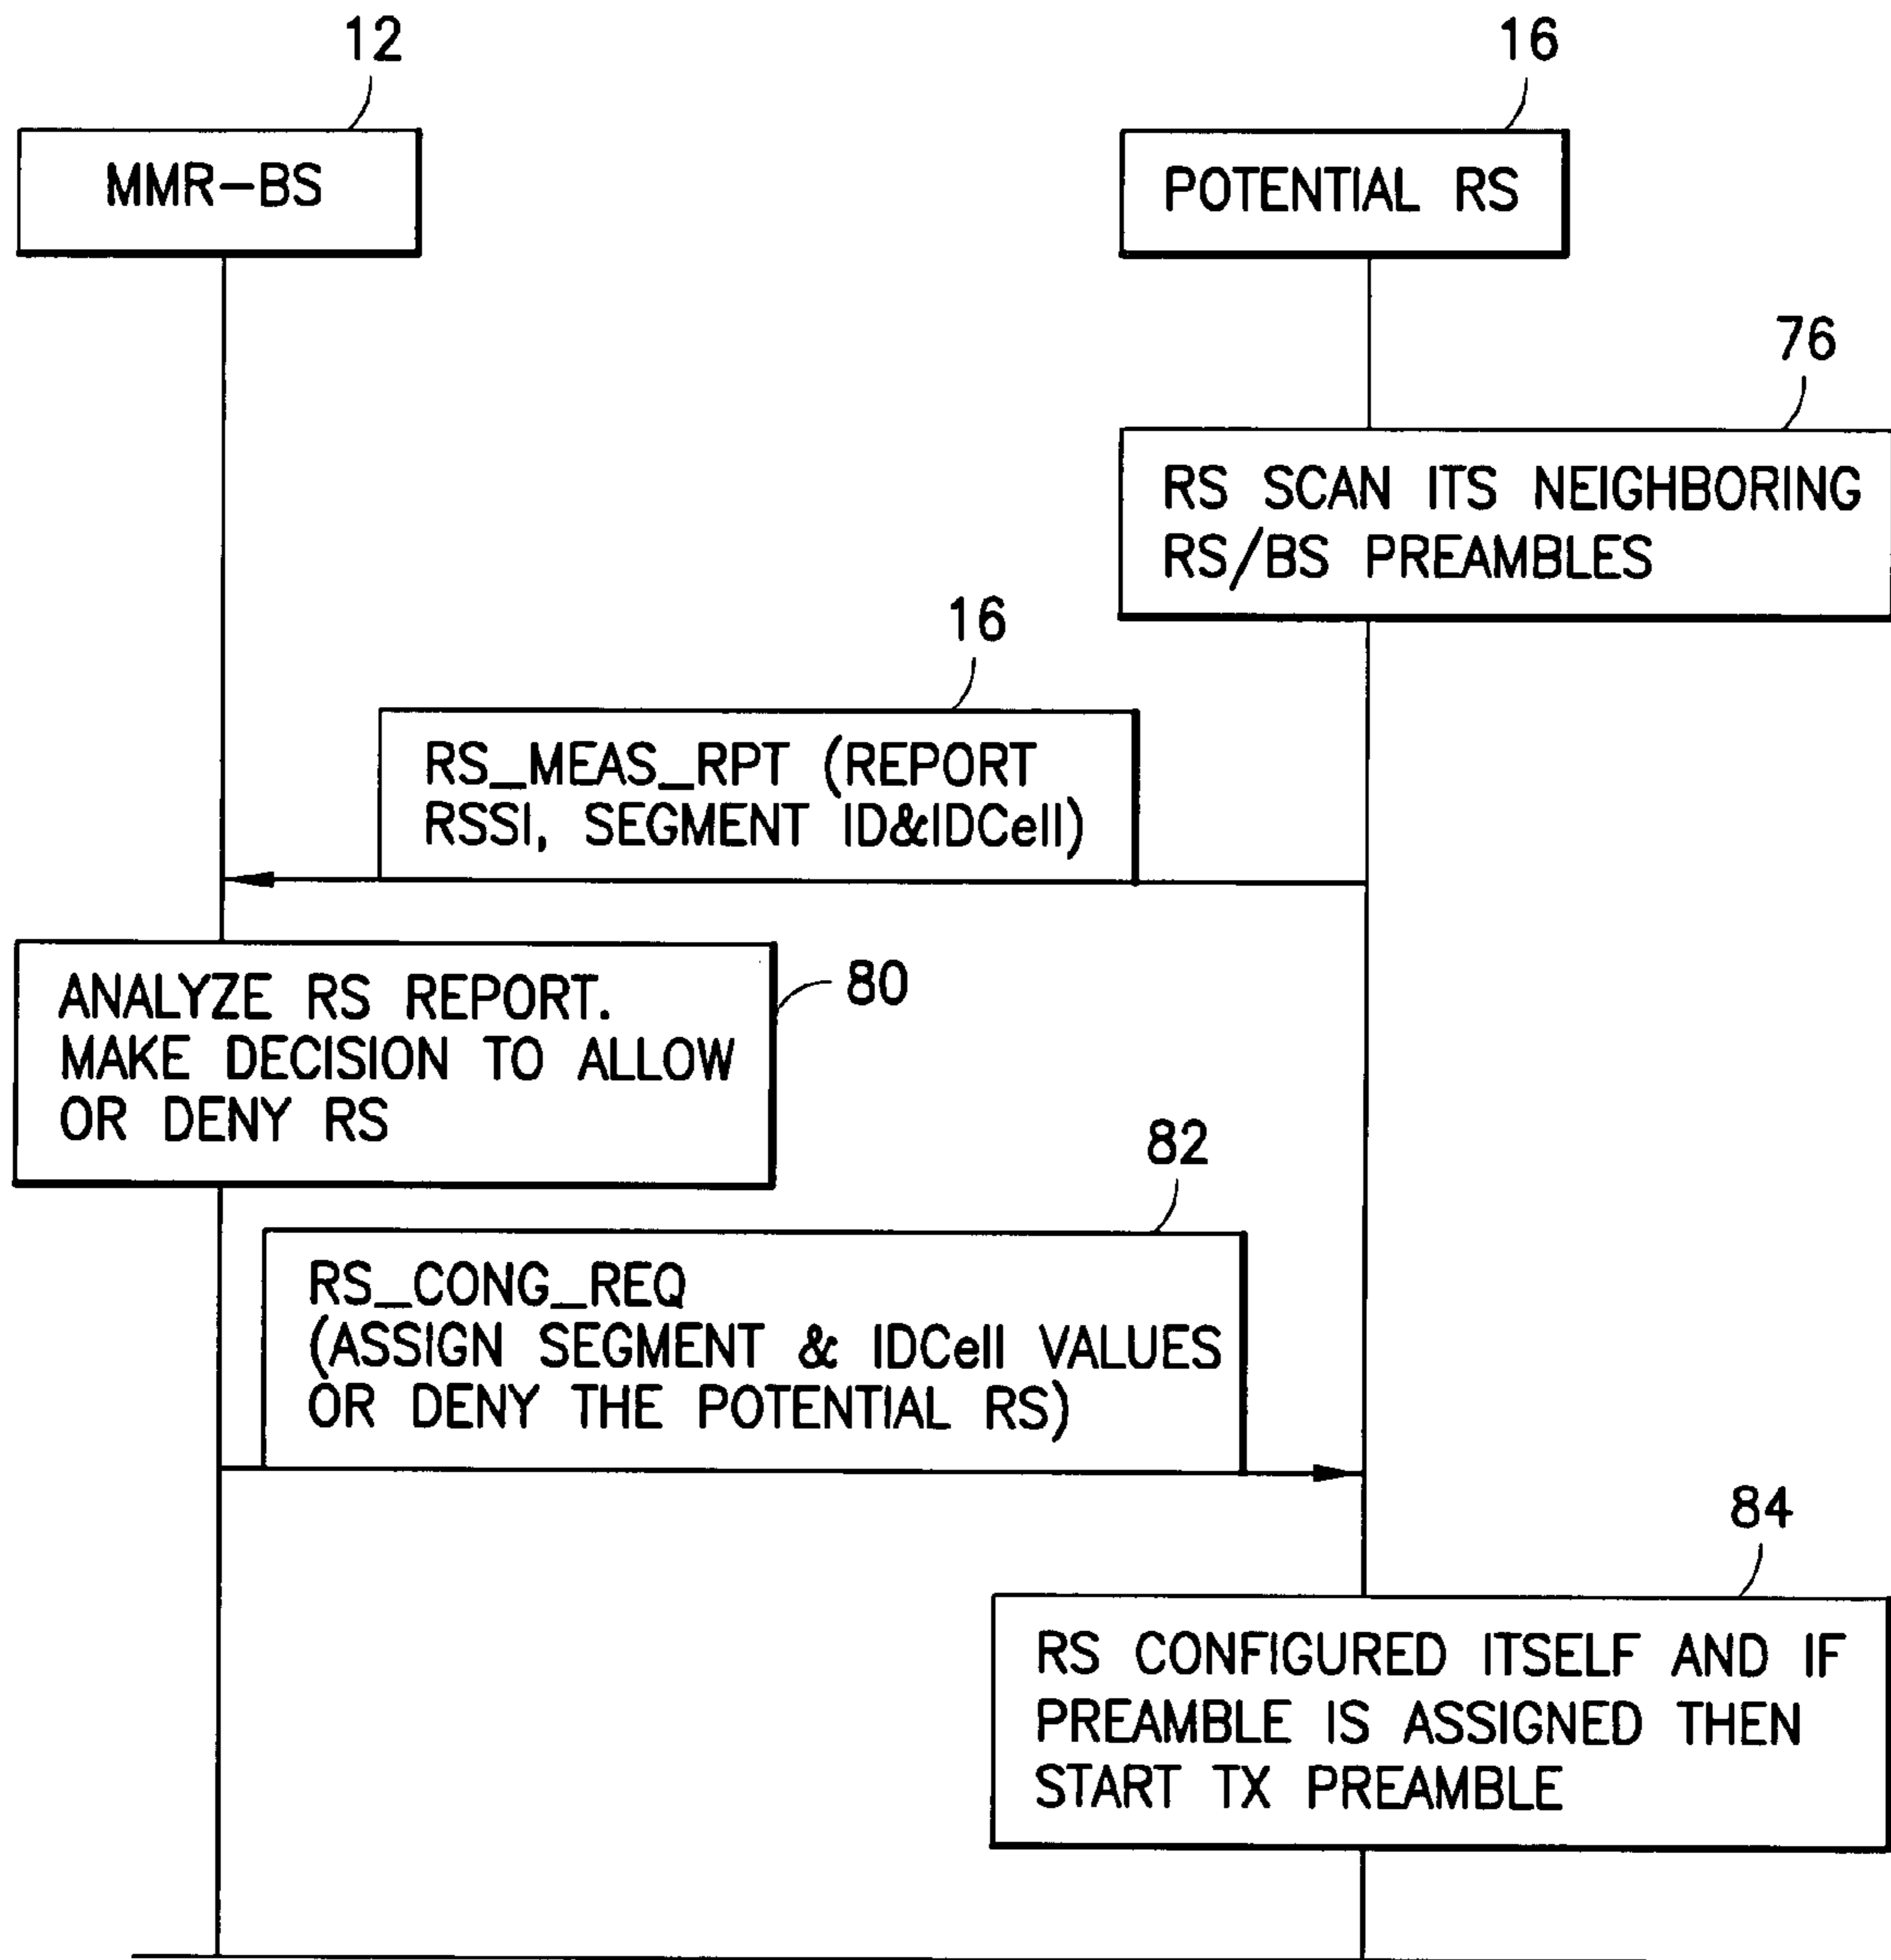 12
16
MMR-BS
POTENTIAL RS
76
RS SCAN ITS NEIGHBORING
RS/BS PREAMBLES
16
RS_MEAS_RPT (REPORT
RSSI, SEGMENT ID&IDCell)
80
ANALYZE RS REPORT.
MAKE DECISION TO ALLOW
OR DENY RS
82
RS_CONG_REQ
(ASSIGN SEGMENT & IDCell VALUES
OR DENY THE POTENTIAL RS)
84
RS CONFIGURED ITSELF AND IF
PREAMBLE IS ASSIGNED THEN
START TX PREAMBLE